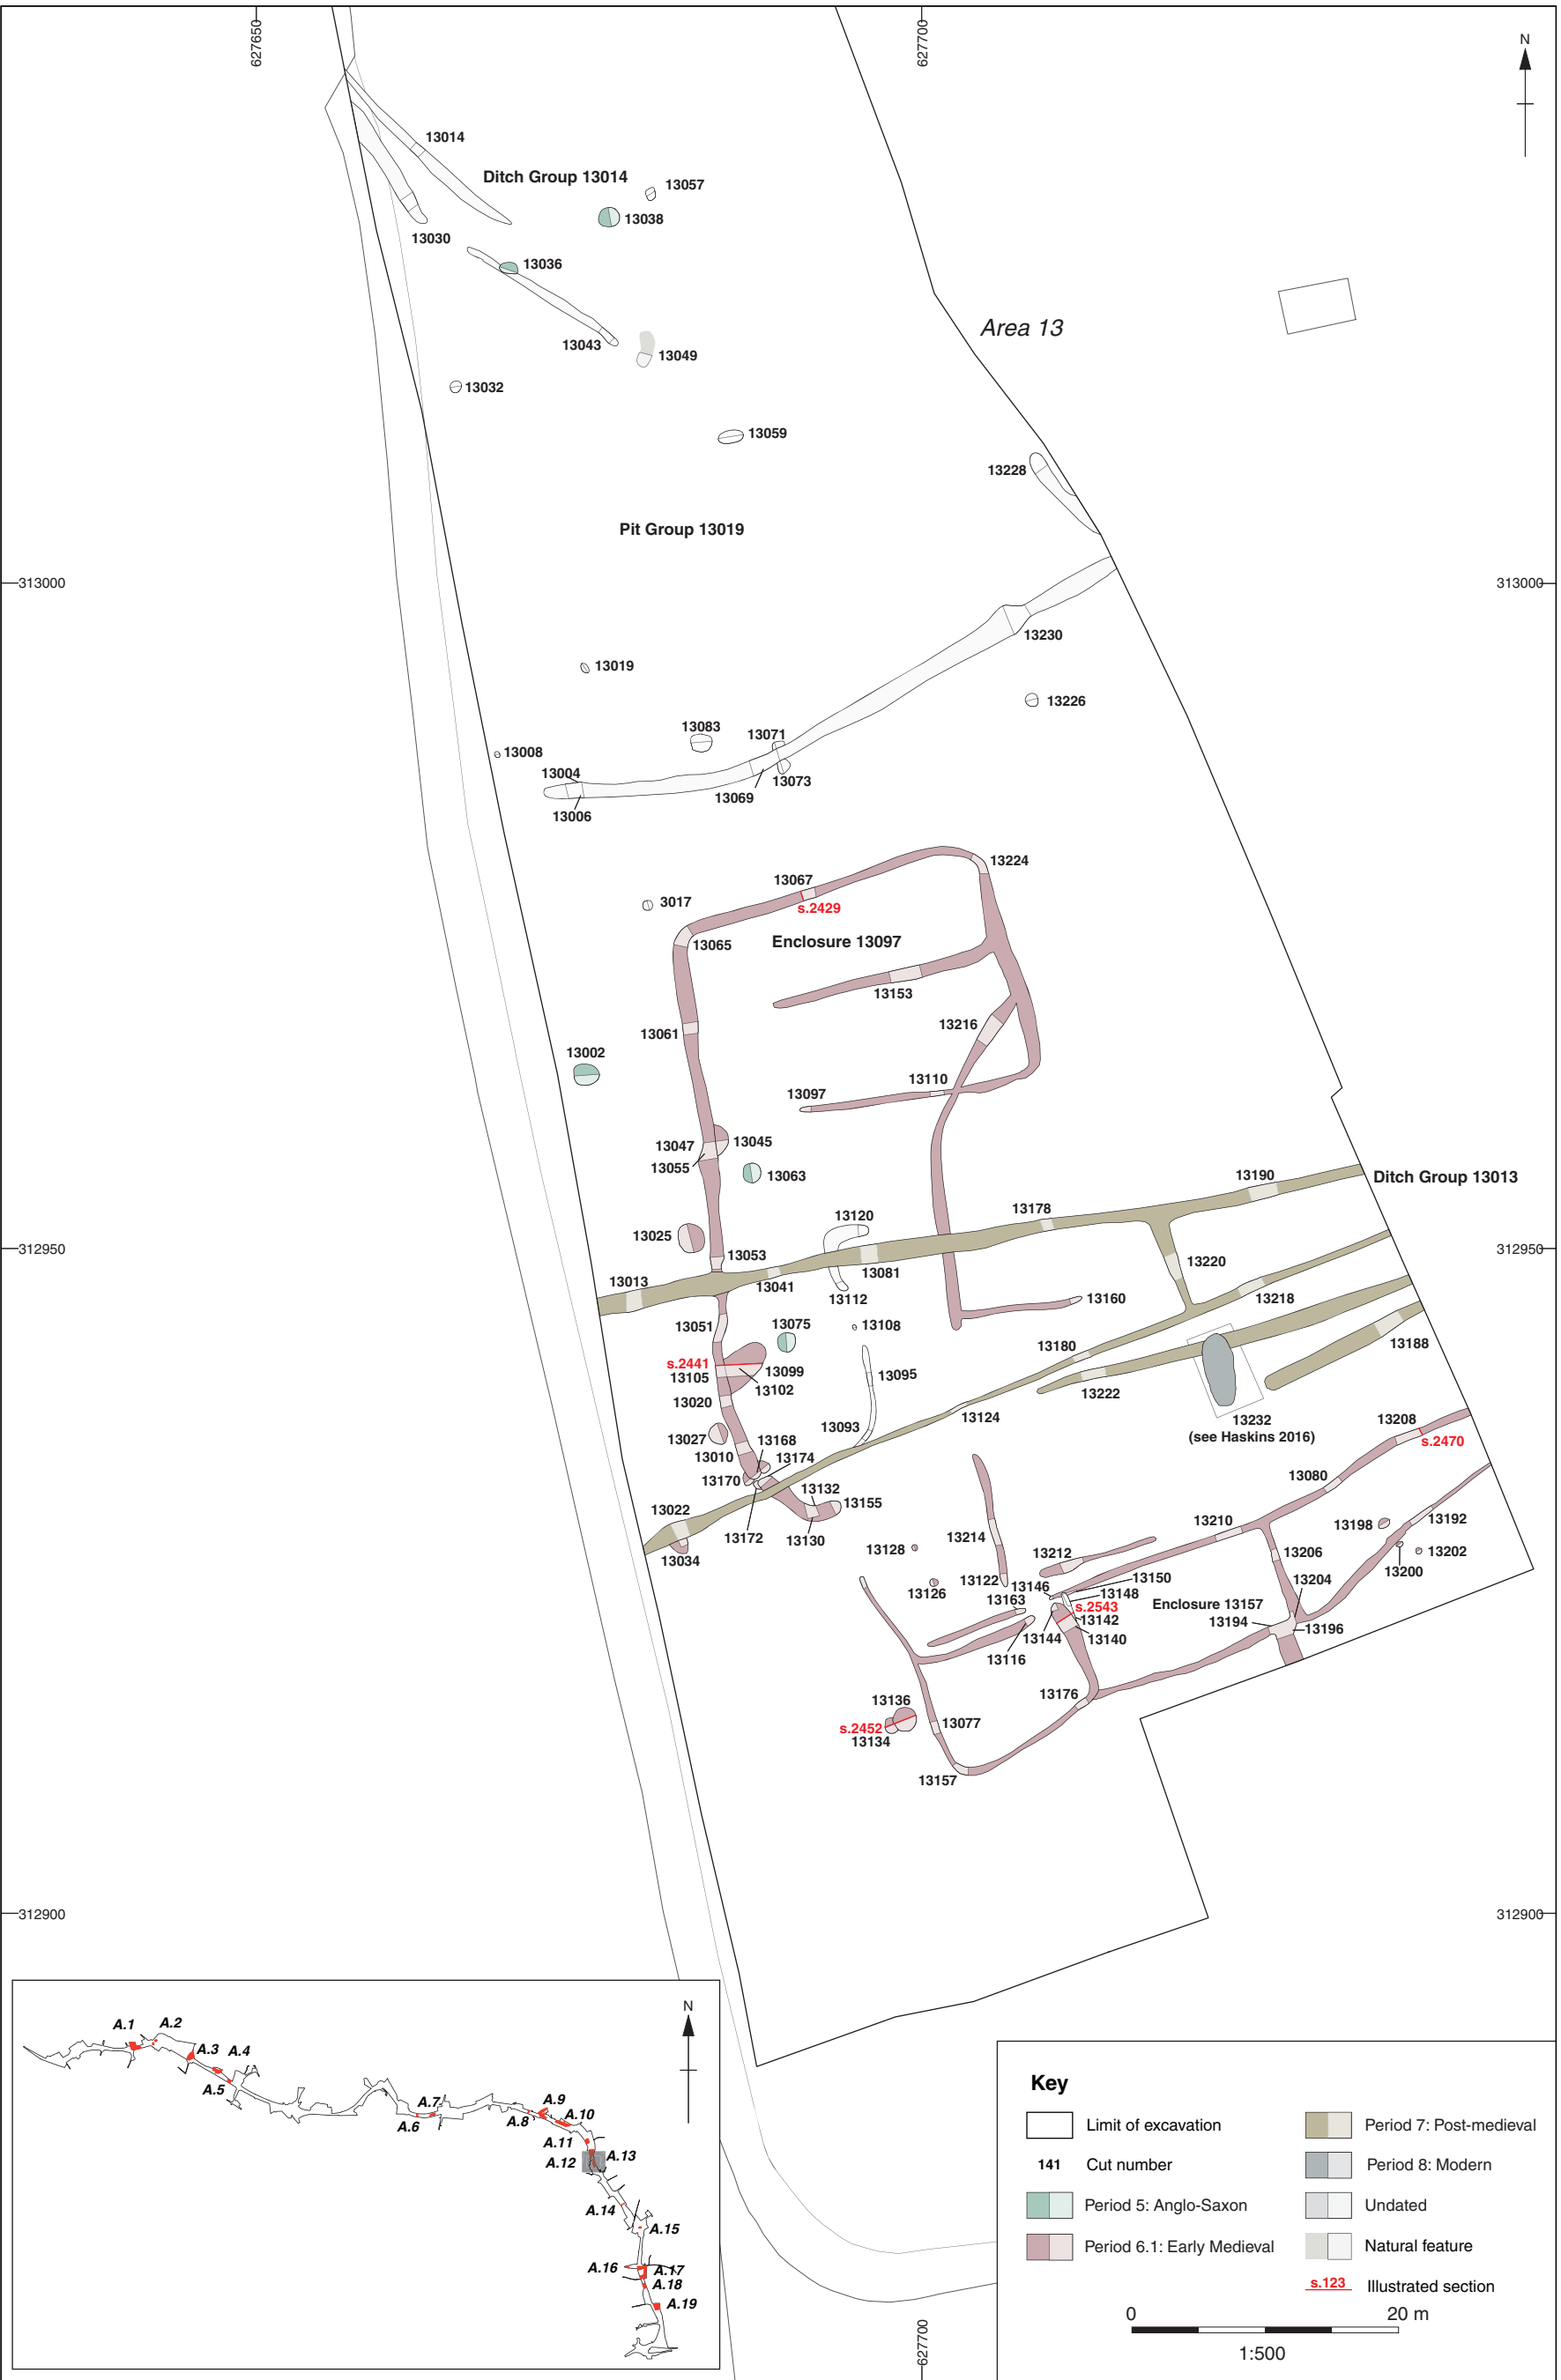 627650
627700
N
13014
Ditch Group 13014
13057
13038
13030
13036
Area 13
13043
13049
13032
13059
13228
Pit Group 13019
313000
313000
13230
13019
13226
13083
13071
13008
13004
13073
13069
13006
13224
13067
3017
s.2429
13065
Enclosure 13097
13153
13061
13216
13002
13110
13097
13047
13045
13055
13063
13190
Ditch Group 13013
13178
13120
13025
312950
312950
13053
13220
13081
13041
13013
13112
13160
13218
13051
13075
13108
13188
13180
s.2441
13099
13105
13095
13102
13222
13020
13124
13232
(see Haskins 2016)
13208
13093
13027
13168
s.2470
13010
13174
13170
13080
13132
13155
13022
13210
13192
13198
13172
13130
13214
13128
13202
13034
13212
13206
13200
13122
13146
13150
13204
13126
13163
13148
Enclosure 13157
s.2543
13142
13194
13196
13144
13140
13116
13176
13136
13077
s.2452
13134
13157
312900
312900
N
A.1
A.2
A.3
A.4
A.5
A.9
A.7
A.10
A.8
A.6
A.11
A.13
A.12
A.14
A.15
A.16
A.17
A.18
A.19
627700
Key
Limit of excavation
141 Cut number
Period 5: Anglo-Saxon
Period 6.1: Early Medieval
Period 7: Post-medieval
Period 8: Modern
Undated
Natural feature
s.123 Illustrated section
0 20 m
1:500